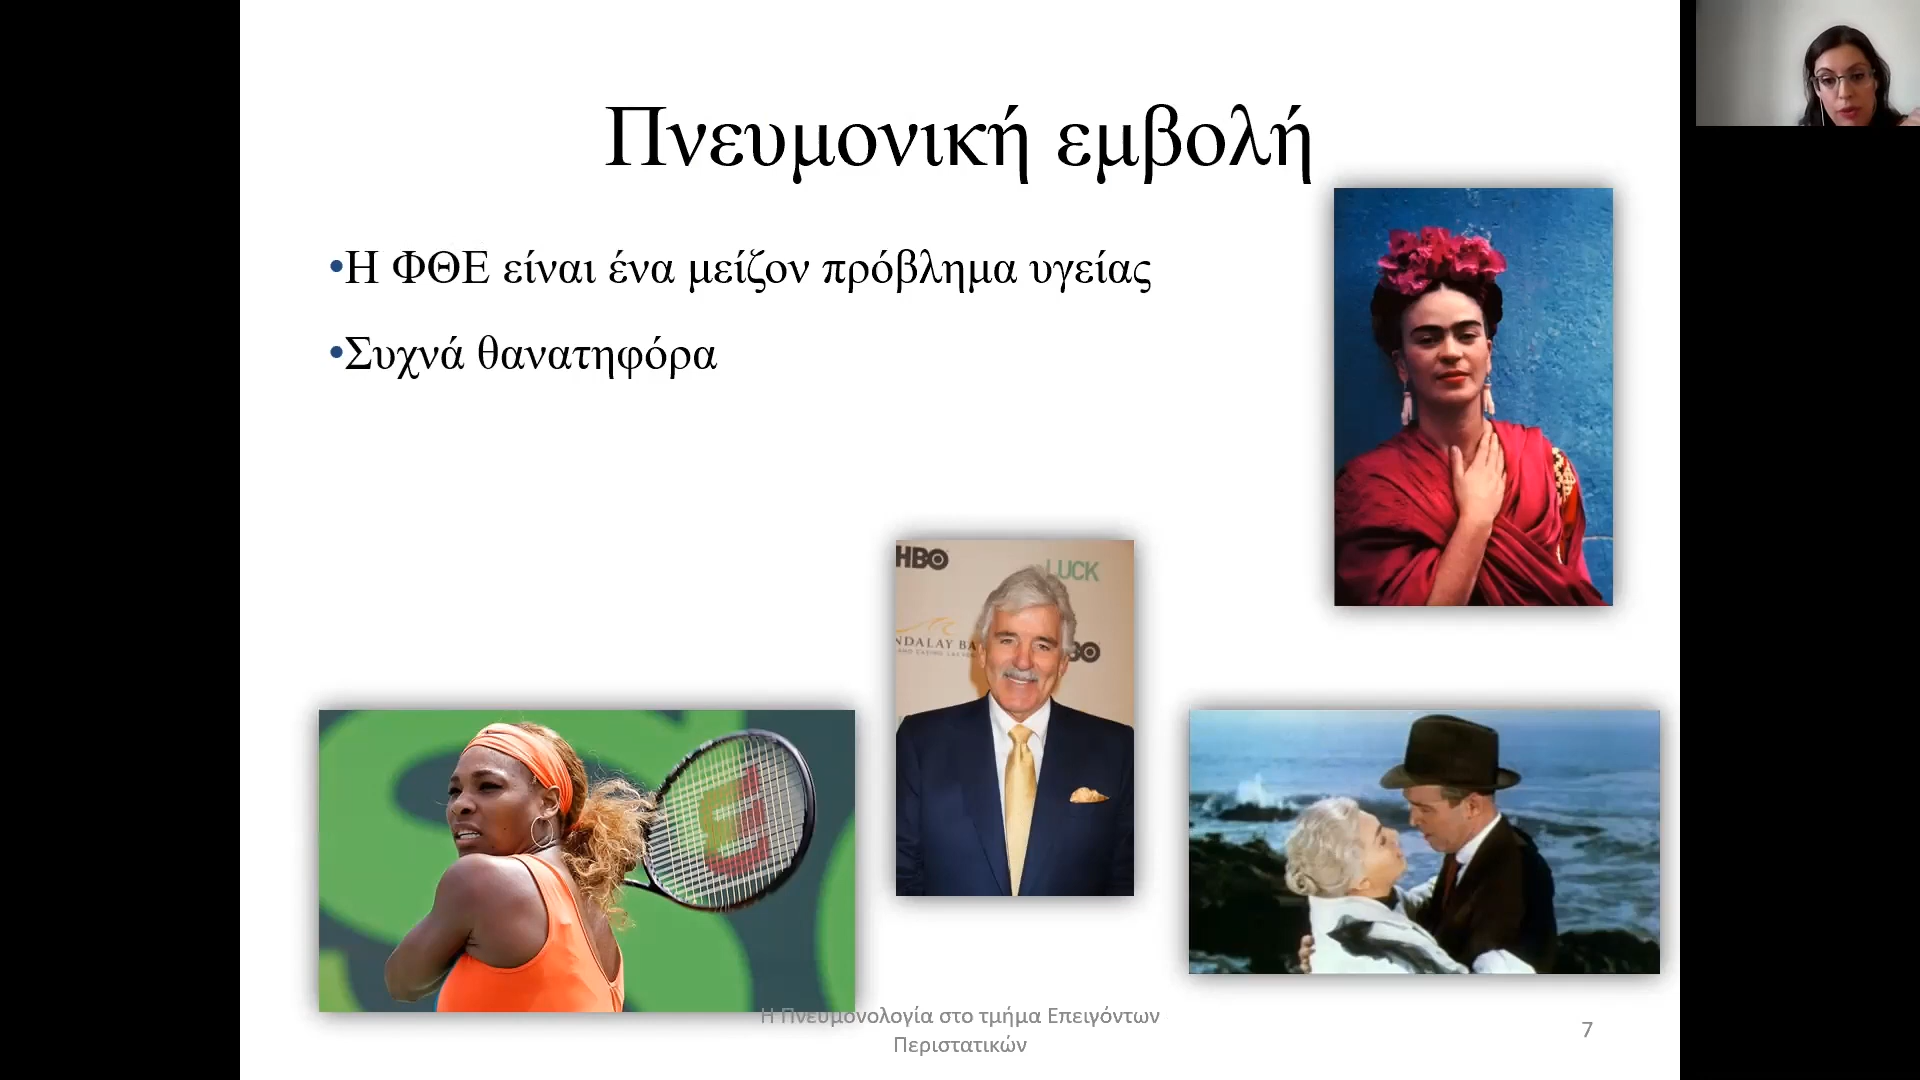 Πνευμονική εμβολή
•Η ΦΘΕ είναι ένα μείζον πρόβλημα υγείας
•Συχνά θανατηφόρα
HBO
LUCK
NDALAY BA
BO
Η Πνευμονολογία στο τμήμα Επειγόντων
Περιστατικών
7